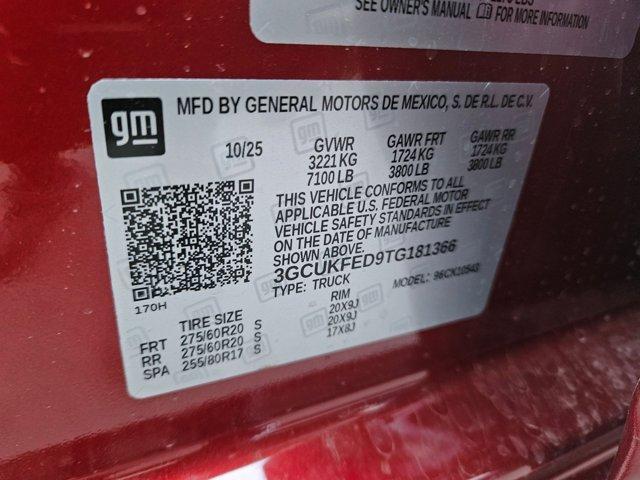 SEE OWNER'S MANUAL FOR MORE INFORMATION
gm
MFD BY GENERAL MOTORS DE MEXICO, S. DE R.L. DE C.V.
10/25 GVWR GAWR FRT GAWR RR
3221 KG 1724 KG 1724 KG
7100 LB 3800 LB 3800 LB
THIS VEHICLE CONFORMS TO ALL
APPLICABLE U.S. FEDERAL MOTOR
VEHICLE SAFETY STANDARDS IN EFFECT
ON THE DATE OF MANUFACTURE
SHOWN ABOVE.
3GCUKFED9TG181366
TYPE: TRUCK MODEL: 96CK10543
170H
TIRE SIZE RIM
FRT 275/60R20 S 20X9J
RR 275/60R20 S 20X9J
SPA 255/80R17 S 17X8J